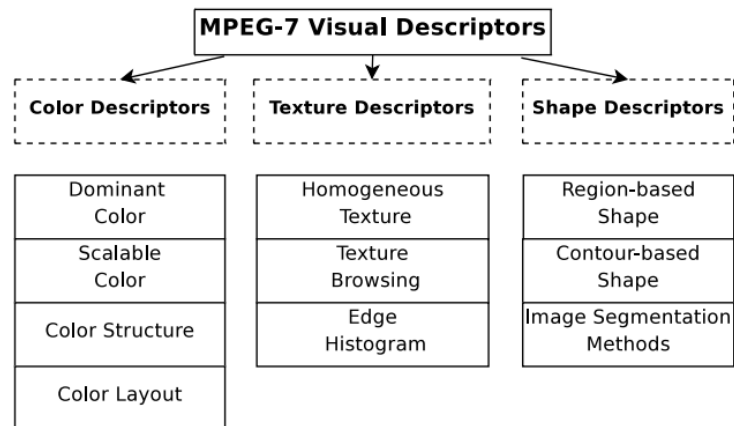 MPEG-7 Visual Descriptors
Color Descriptors
Texture Descriptors
Shape Descriptors
Dominant
Color
Scalable
Color
Color Structure
Color Layout
Homogeneous
Texture
Texture
Browsing
Edge
Histogram
Region-based
Shape
Contour-based
Shape
Image Segmentation
Methods